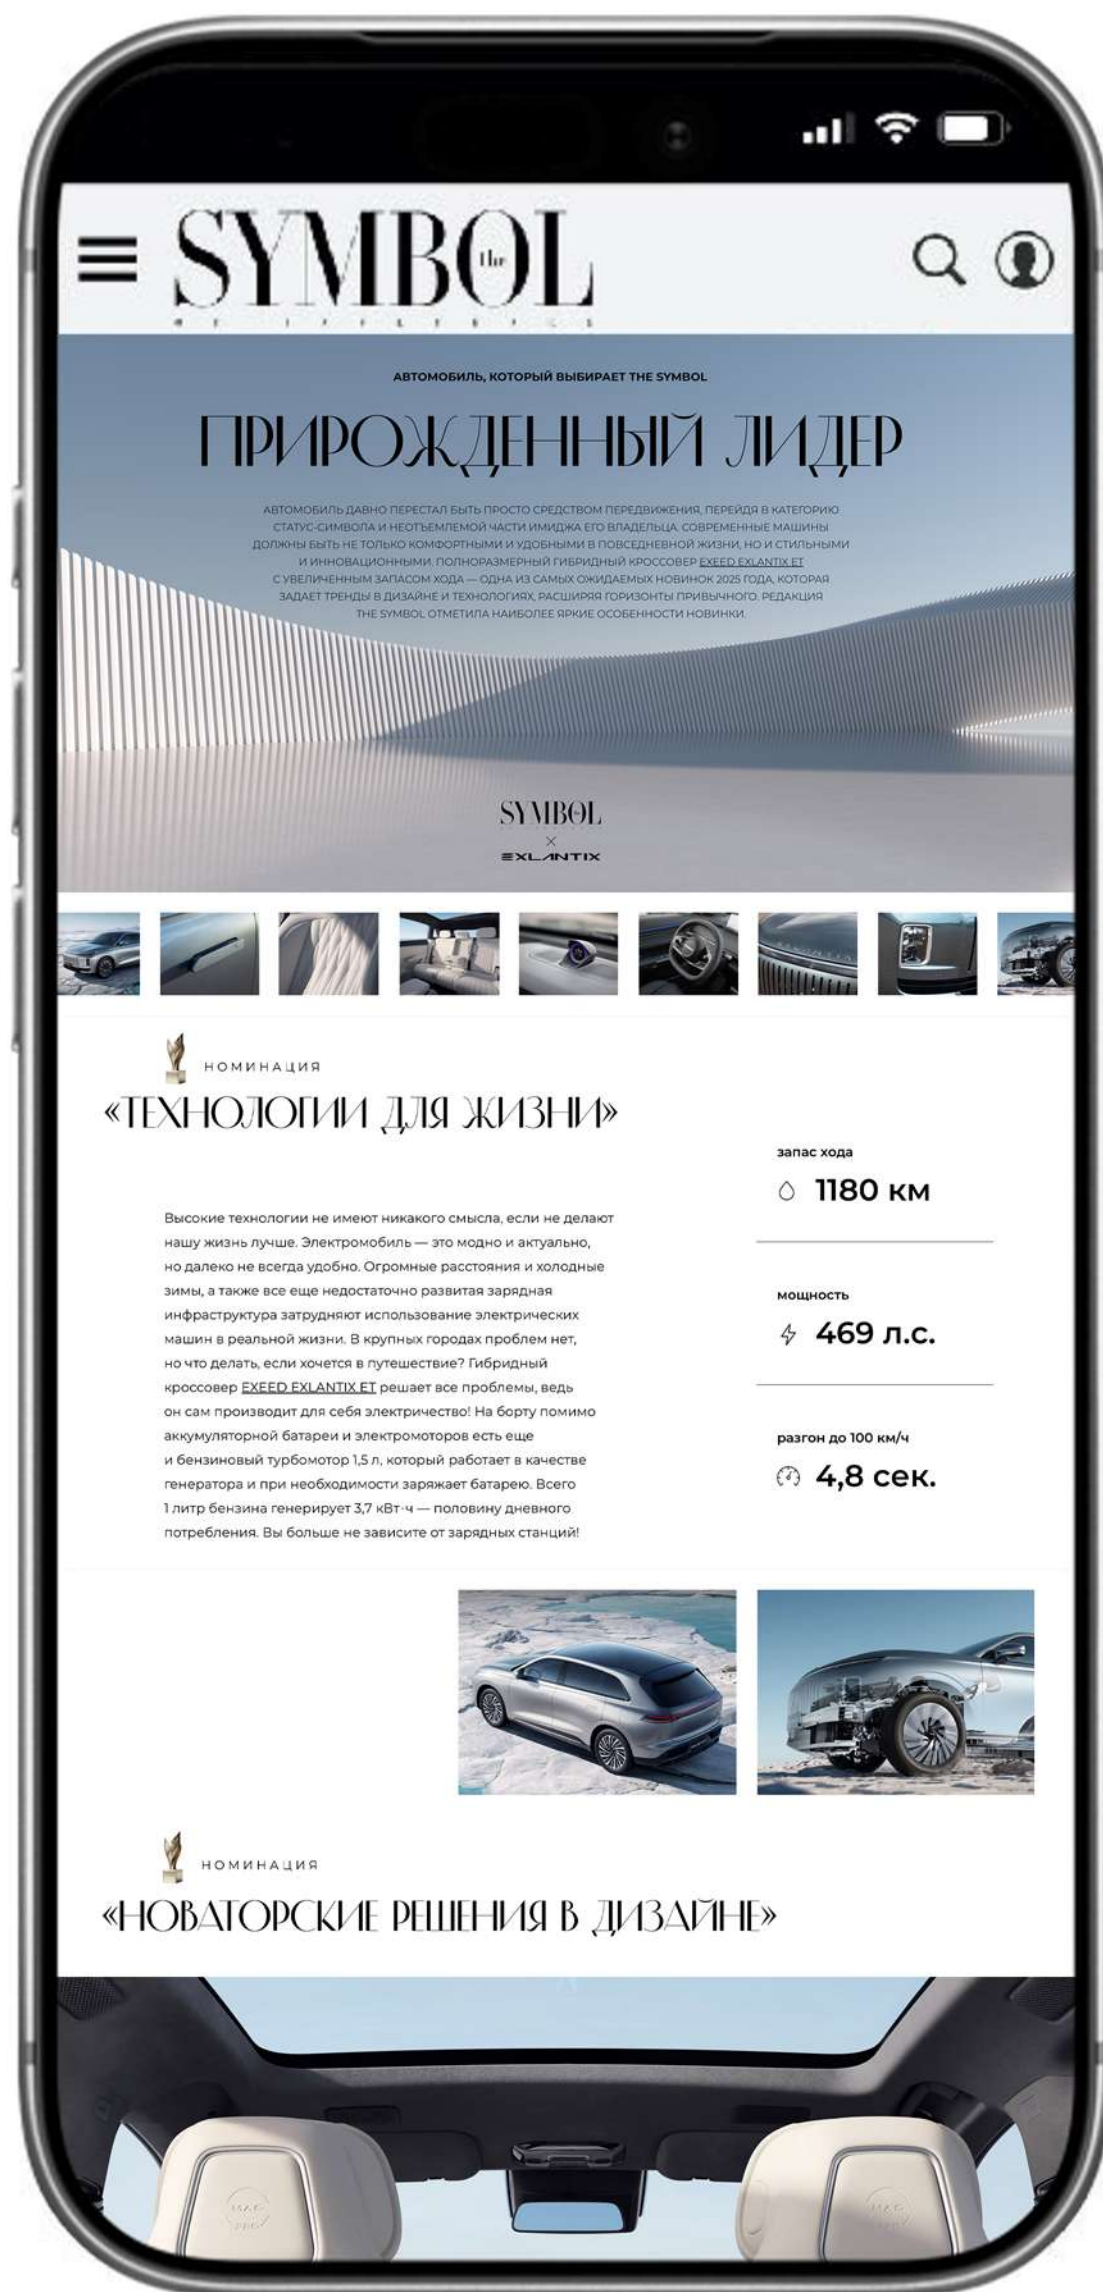 SYMBOL
the
АВТОМОБИЛЬ, КОТОРЫЙ ВЫБИРАЕТ THE SYMBOL
ПРИРОЖДЕННЫЙ ЛИДЕР
АВТОМОБИЛЬ ДАВНО ПЕРЕСТАЛ БЫТЬ ПРОСТО СРЕДСТВОМ ПЕРЕДВИЖЕНИЯ, ПЕРЕЙДЯ В КАТЕГОРИЮ
СТАТУС-СИМВОЛА И НЕОТЪЕМЛЕМОЙ ЧАСТИ ИМИДЖА ЕГО ВЛАДЕЛЬЦА. СОВРЕМЕННЫЕ МАШИНЫ
ДОЛЖНЫ БЫТЬ НЕ ТОЛЬКО КОМФОРТНЫМИ И УДОБНЫМИ В ПОВСЕДНЕВНОЙ ЖИЗНИ, НО И СТИЛЬНЫМИ
И ИННОВАЦИОННЫМИ. ПОЛНОРАЗМЕРНЫЙ ГИБРИДНЫЙ КРОССОВЕР EXEED EXLANTIX ET
С УВЕЛИЧЕННЫМ ЗАПАСОМ ХОДА — ОДНА ИЗ САМЫХ ОЖИДАЕМЫХ НОВИНОК 2025 ГОДА, КОТОРАЯ
ЗАДАЕТ ТРЕНДЫ В ДИЗАЙНЕ И ТЕХНОЛОГИЯХ, РАСШИРЯЯ ГОРИЗОНТЫ ПРИВЫЧНОГО. РЕДАКЦИЯ
THE SYMBOL ОТМЕТИЛА НАИБОЛЕЕ ЯРКИЕ ОСОБЕННОСТИ НОВИНКИ.
SYMBOL
×
EXLANTIX
НОМИНАЦИЯ
«ТЕХНОЛОГИИ ДЛЯ ЖИЗНИ»
Высокие технологии не имеют никакого смысла, если не делают
нашу жизнь лучше. Электромобиль — это модно и актуально,
но далеко не всегда удобно. Огромные расстояния и холодные
зимы, а также все еще недостаточно развитая зарядная
инфраструктура затрудняют использование электрических
машин в реальной жизни. В крупных городах проблем нет,
но что делать, если хочется в путешествие? Гибридный
кроссовер EXEED EXLANTIX ET решает все проблемы, ведь
он сам производит для себя электричество! На борту помимо
аккумуляторной батареи и электромоторов есть еще
и бензиновый турбомотор 1,5 л, который работает в качестве
генератора и при необходимости заряжает батарею. Всего
1 литр бензина генерирует 3,7 кВт·ч — половину дневного
потребления. Вы больше не зависите от зарядных станций!
запас хода
1180 км
мощность
469 л.с.
разгон до 100 км/ч
4,8 сек.
НОМИНАЦИЯ
«НОВАТОРСКИЕ РЕШЕНИЯ В ДИЗАЙНЕ»